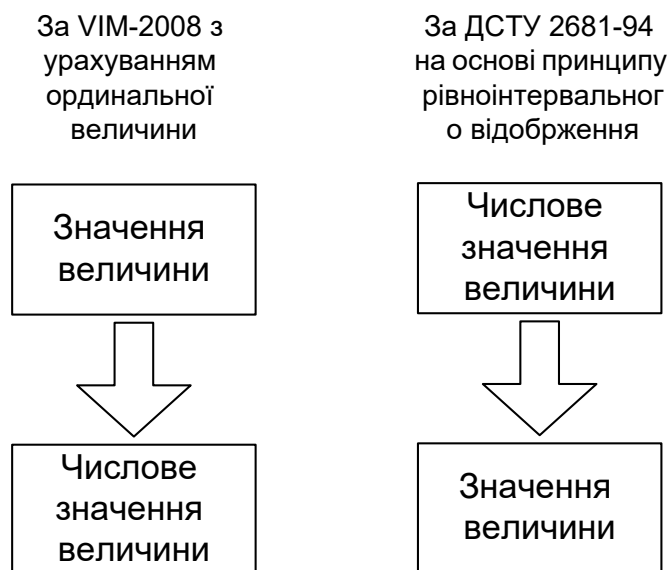 За VIM-2008 з
урахуванням
ординальної
величини
За ДСТУ 2681-94
на основі принципу
рівноінтервальног
о відобрження
Значення
величини
Числове
значення
величини
Числове
значення
величини
Значення
величини